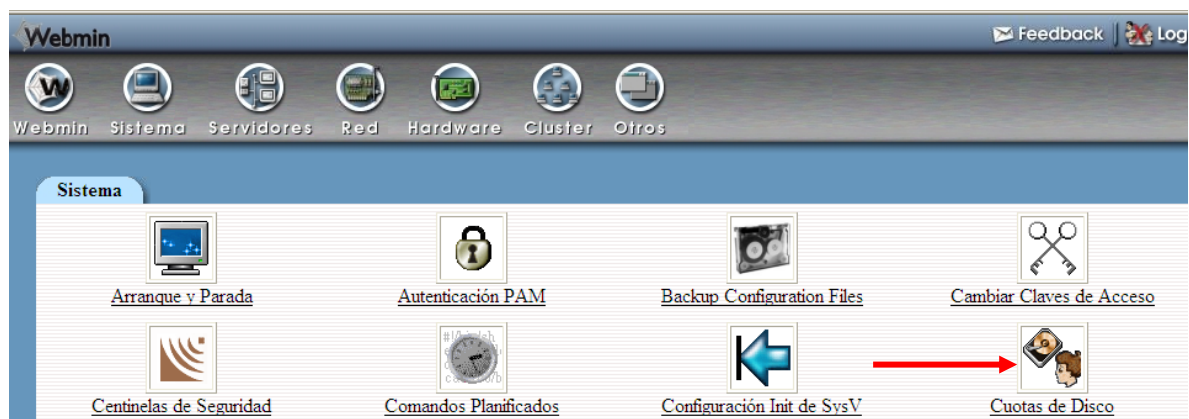 Webmin
Feedback Log
Webmin Sistema Servidores Red Hardware Cluster Otros
Sistema
Arranque y Parada Autenticación PAM Backup Configuration Files Cambiar Claves de Acceso
Centinelas de Seguridad Comandos Planificados Configuración Init de SysV Cuotas de Disco